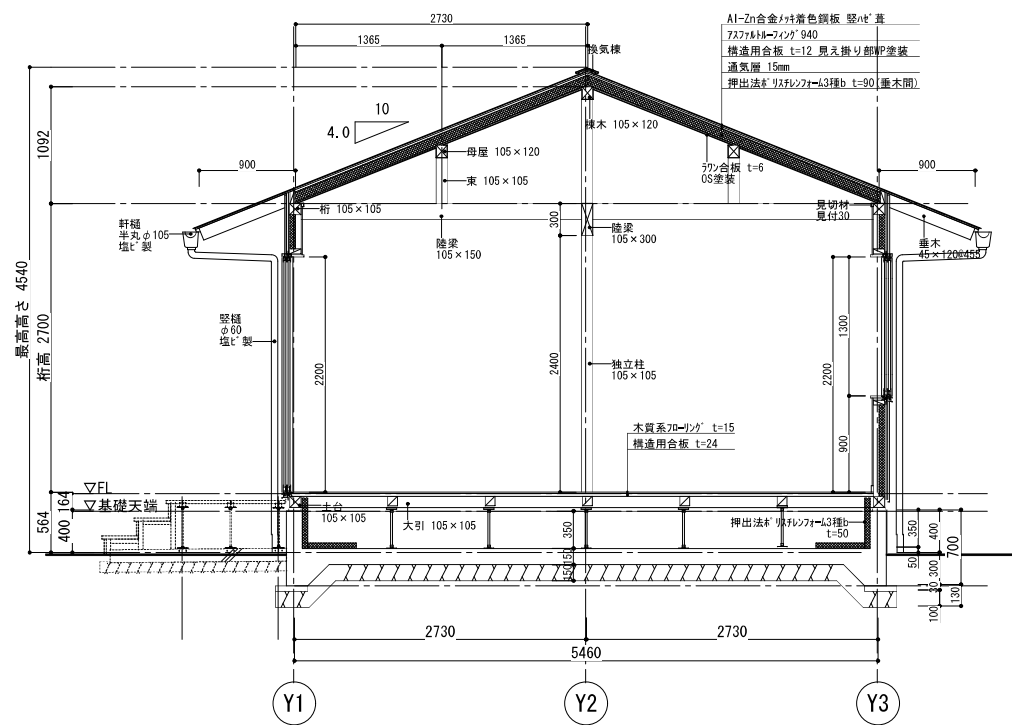 2730
1365
1365
換気棟
Al-Zn合金メッキ着色鋼板 竪ハゼ葺
アスファルトルーフィング940
構造用合板 t=12 見え掛り部WP塗装
通気層 15mm
押出法ポリスチレンフォーム3種b t=90(垂木間)
10
4.0
棟木 105×120
母屋 105×120
束 105×105
ラワン合板 t=6
OS塗装
900
900
1092
桁 105×105
見切材
見付30
300
軒樋
半丸φ105
塩ビ製
陸梁
105×150
陸梁
105×300
垂木
45×120@455
最高高さ 4540
桁高 2700
竪樋
φ60
塩ビ製
2200
2400
独立柱
105×105
2200
1300
900
木質系フローリング t=15
構造用合板 t=24
▽FL
▽基礎天端
164
564
400
土台
105×105
大引 105×105
350
150
150
押出法ポリスチレンフォーム3種b
t=50
350
50
400
300
30
100
700
130
2730
2730
5460
Y1
Y2
Y3